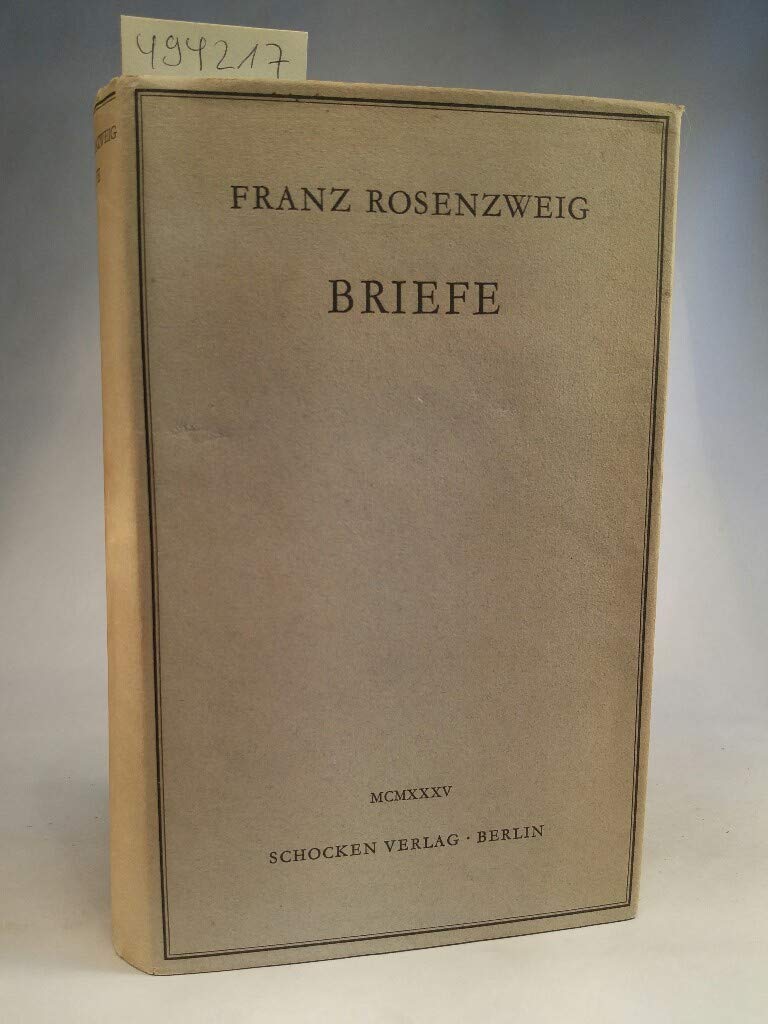 494217
FRANZ ROSENZWEIG
BRIEFE
MCMXXXV
SCHOCKEN VERLAG · BERLIN